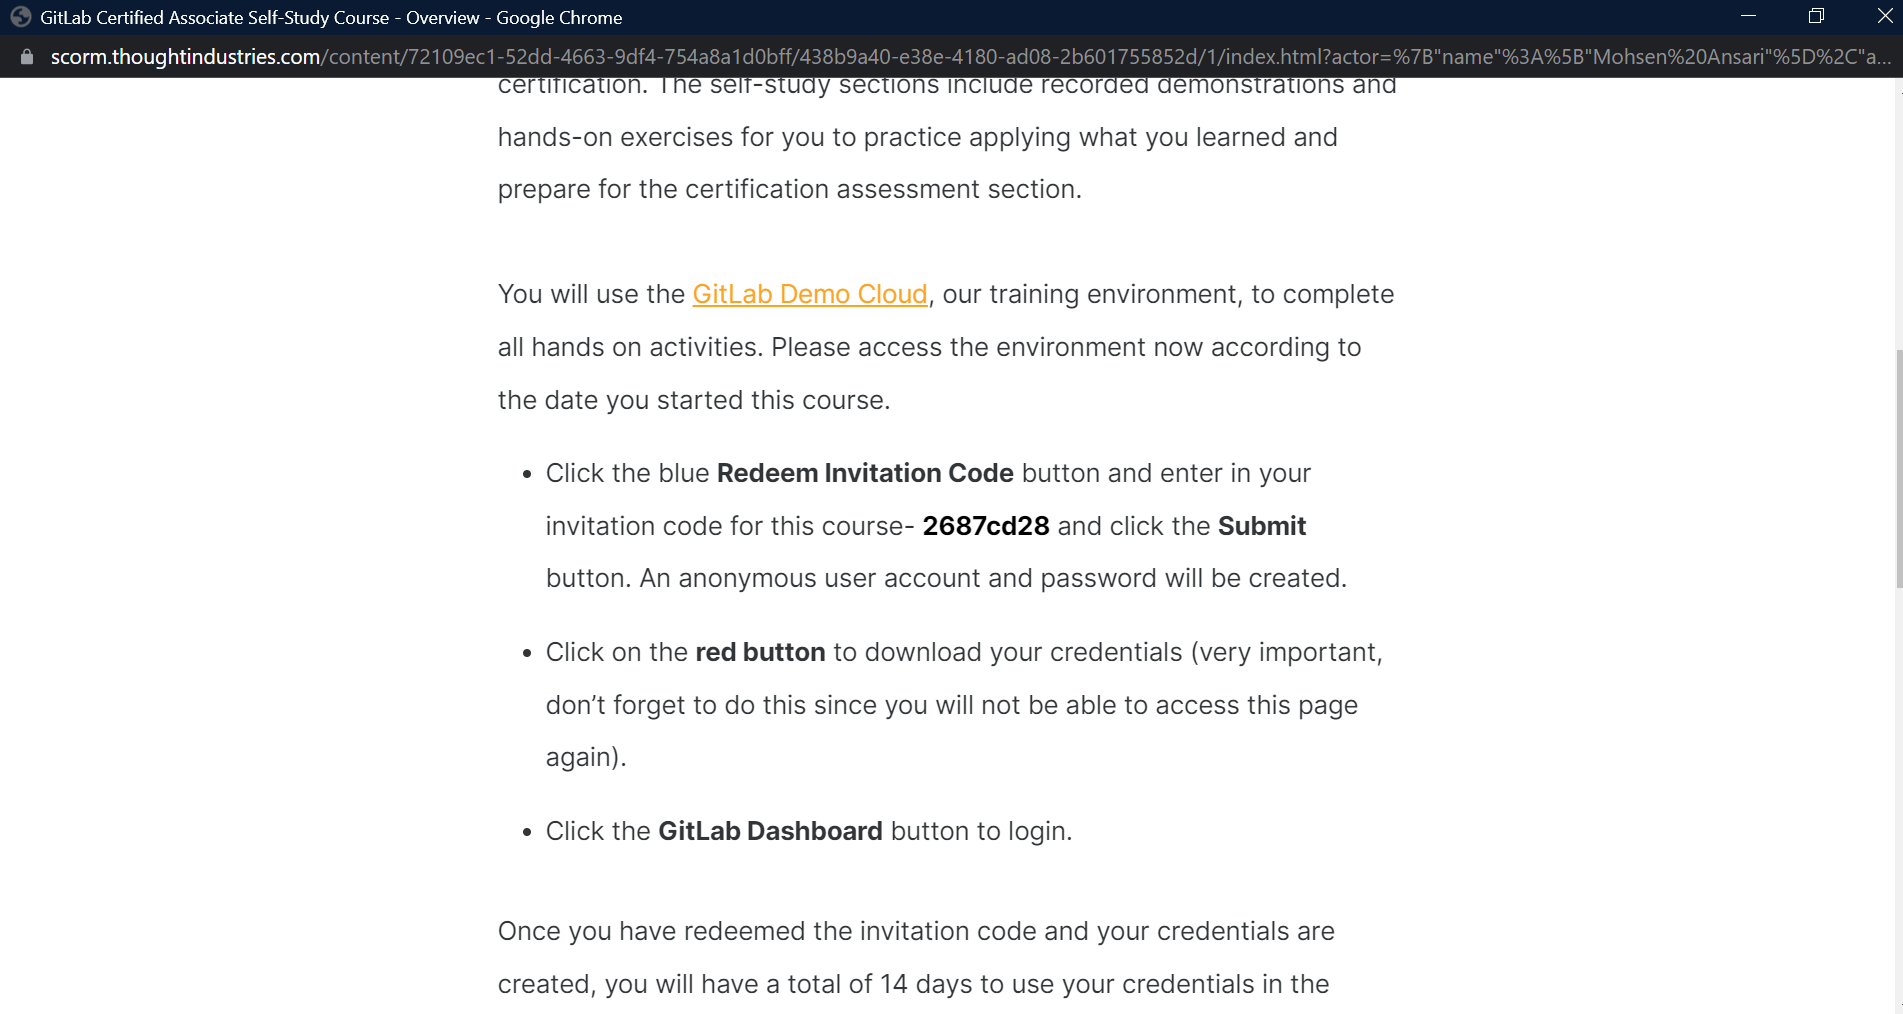 GitLab Certified Associate Self-Study Course - Overview - Google Chrome
scorm.thoughtindustries.com/content/72109ec1-52dd-4663-9df4-754a8a1d0bff/438b9a40-e38e-4180-ad08-2b601755852d/1/index.html?actor=%7B"name"%3A%5B"Mohsen%20Ansari"%5D%2C"a...
certification. The self-study sections include recorded demonstrations and
hands-on exercises for you to practice applying what you learned and
prepare for the certification assessment section.
You will use the GitLab Demo Cloud, our training environment, to complete
all hands on activities. Please access the environment now according to
the date you started this course.
• Click the blue Redeem Invitation Code button and enter in your
invitation code for this course- 2687cd28 and click the Submit
button. An anonymous user account and password will be created.
• Click on the red button to download your credentials (very important,
don’t forget to do this since you will not be able to access this page
again).
• Click the GitLab Dashboard button to login.
Once you have redeemed the invitation code and your credentials are
created, you will have a total of 14 days to use your credentials in the